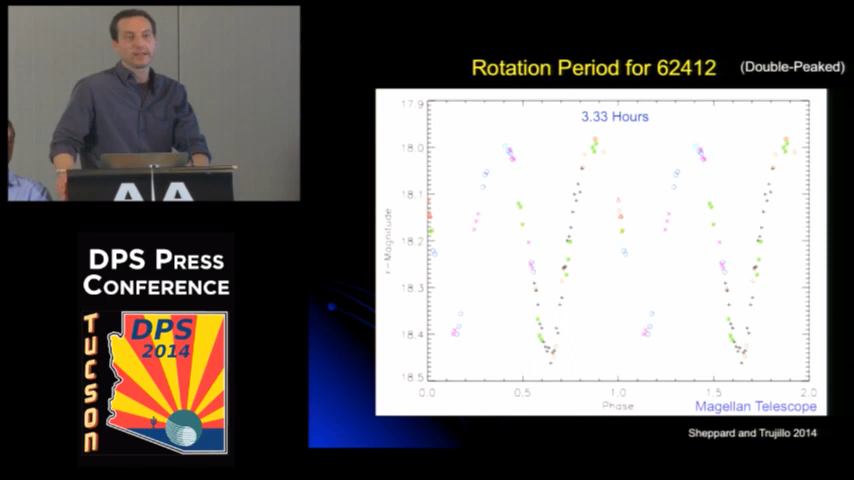 AA
DPS PRESS
CONFERENCE
TUCSON
DPS
2014
Rotation Period for 62412 (Double-Peaked)
3.33 Hours
r-Magnitude
17.9
18.0
18.1
18.2
18.3
18.4
18.5
0.0 0.5 1.0 1.5 2.0
Phase
Magellan Telescope
Sheppard and Trujillo 2014